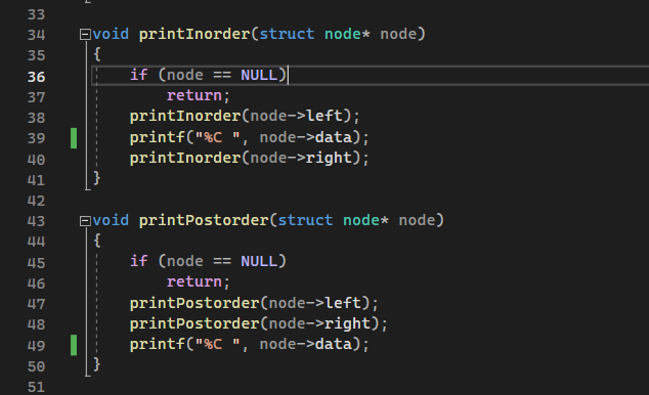 33
34 void printInorder(struct node* node)
35 {
36 if (node == NULL)
37 return;
38 printInorder(node->left);
39 printf("%C ", node->data);
40 printInorder(node->right);
41 }
42
43 void printPostorder(struct node* node)
44 {
45 if (node == NULL)
46 return;
47 printPostorder(node->left);
48 printPostorder(node->right);
49 printf("%C ", node->data);
50 }
51